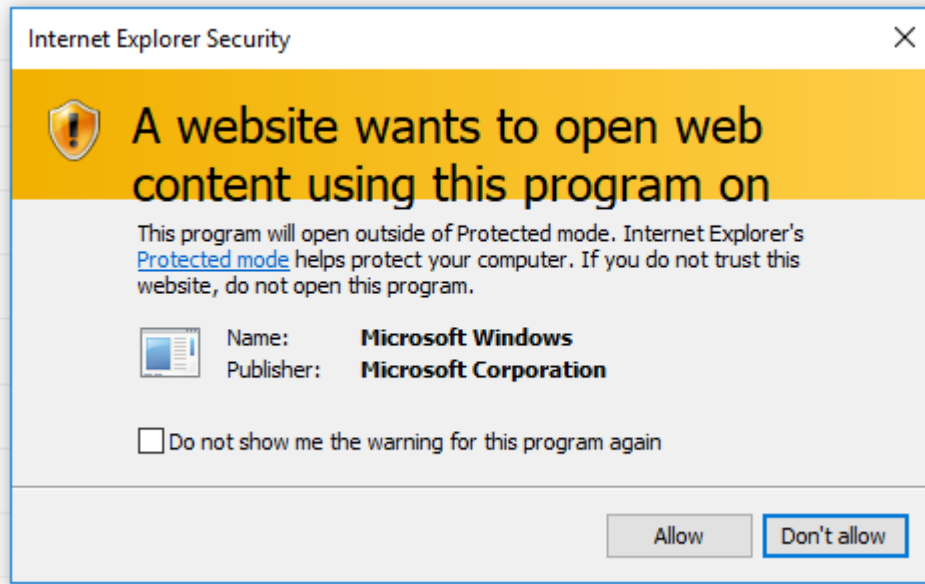 Internet Explorer Security
A website wants to open web
content using this program on
This program will open outside of Protected mode. Internet Explorer's
Protected mode helps protect your computer. If you do not trust this
website, do not open this program.
Name: Microsoft Windows
Publisher: Microsoft Corporation
Do not show me the warning for this program again
Allow Don't allow